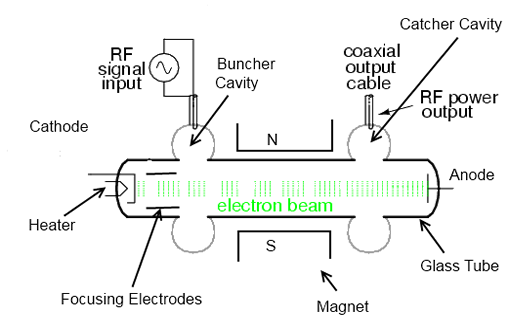 Catcher Cavity
RF
signal
input
Buncher
Cavity
coaxial
output
cable
RF power
output
Cathode
N
Anode
Heater
electron beam
S
Glass Tube
Focusing Electrodes
Magnet